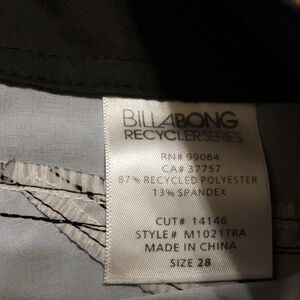 BILLABONG
RECYCLER SERIES
RN# 99064
CA# 37757
87% RECYCLED POLYESTER
13% SPANDEX
CUT# 14146
STYLE# M1021TRA
MADE IN CHINA
SIZE 28